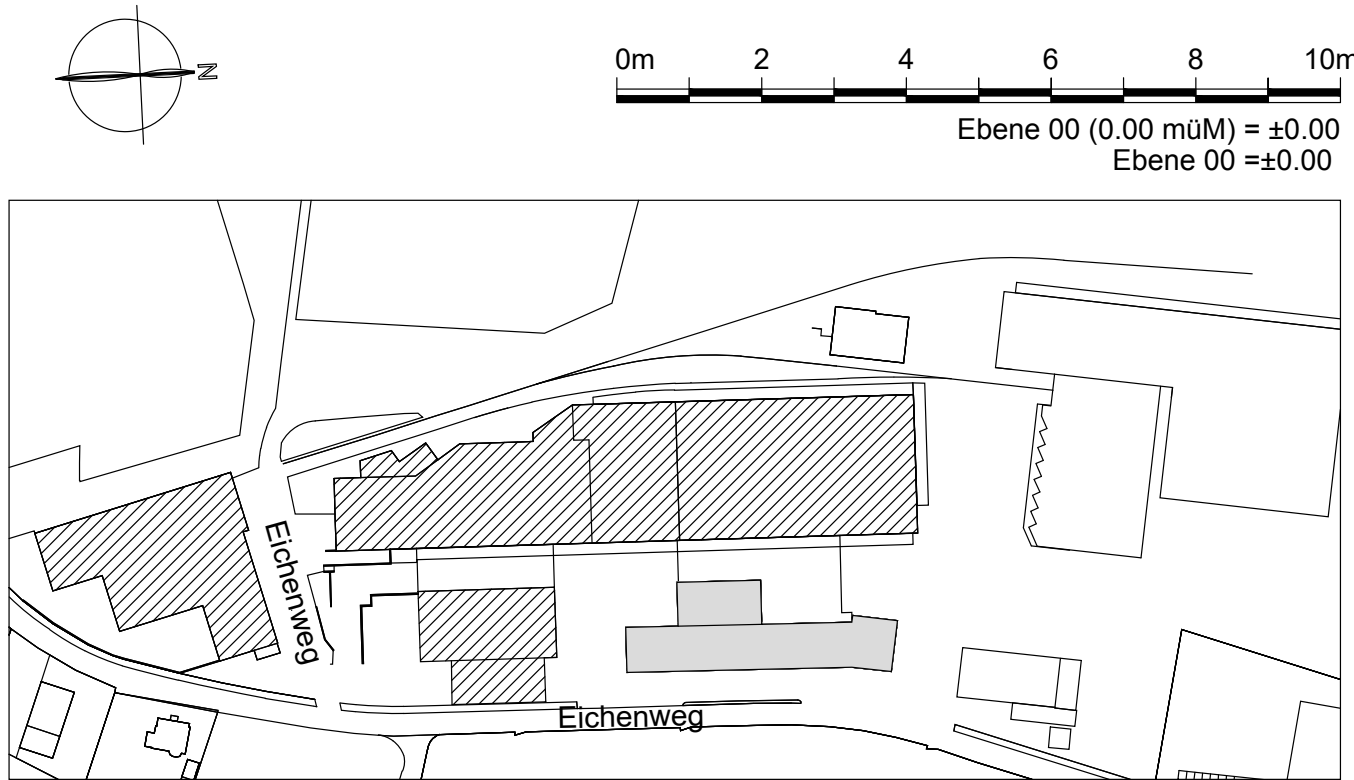 N
0m 2 4 6 8 10m
Ebene 00 (0.00 müM) = ±0.00
Ebene 00 =±0.00
Eichenweg
Eichenweg